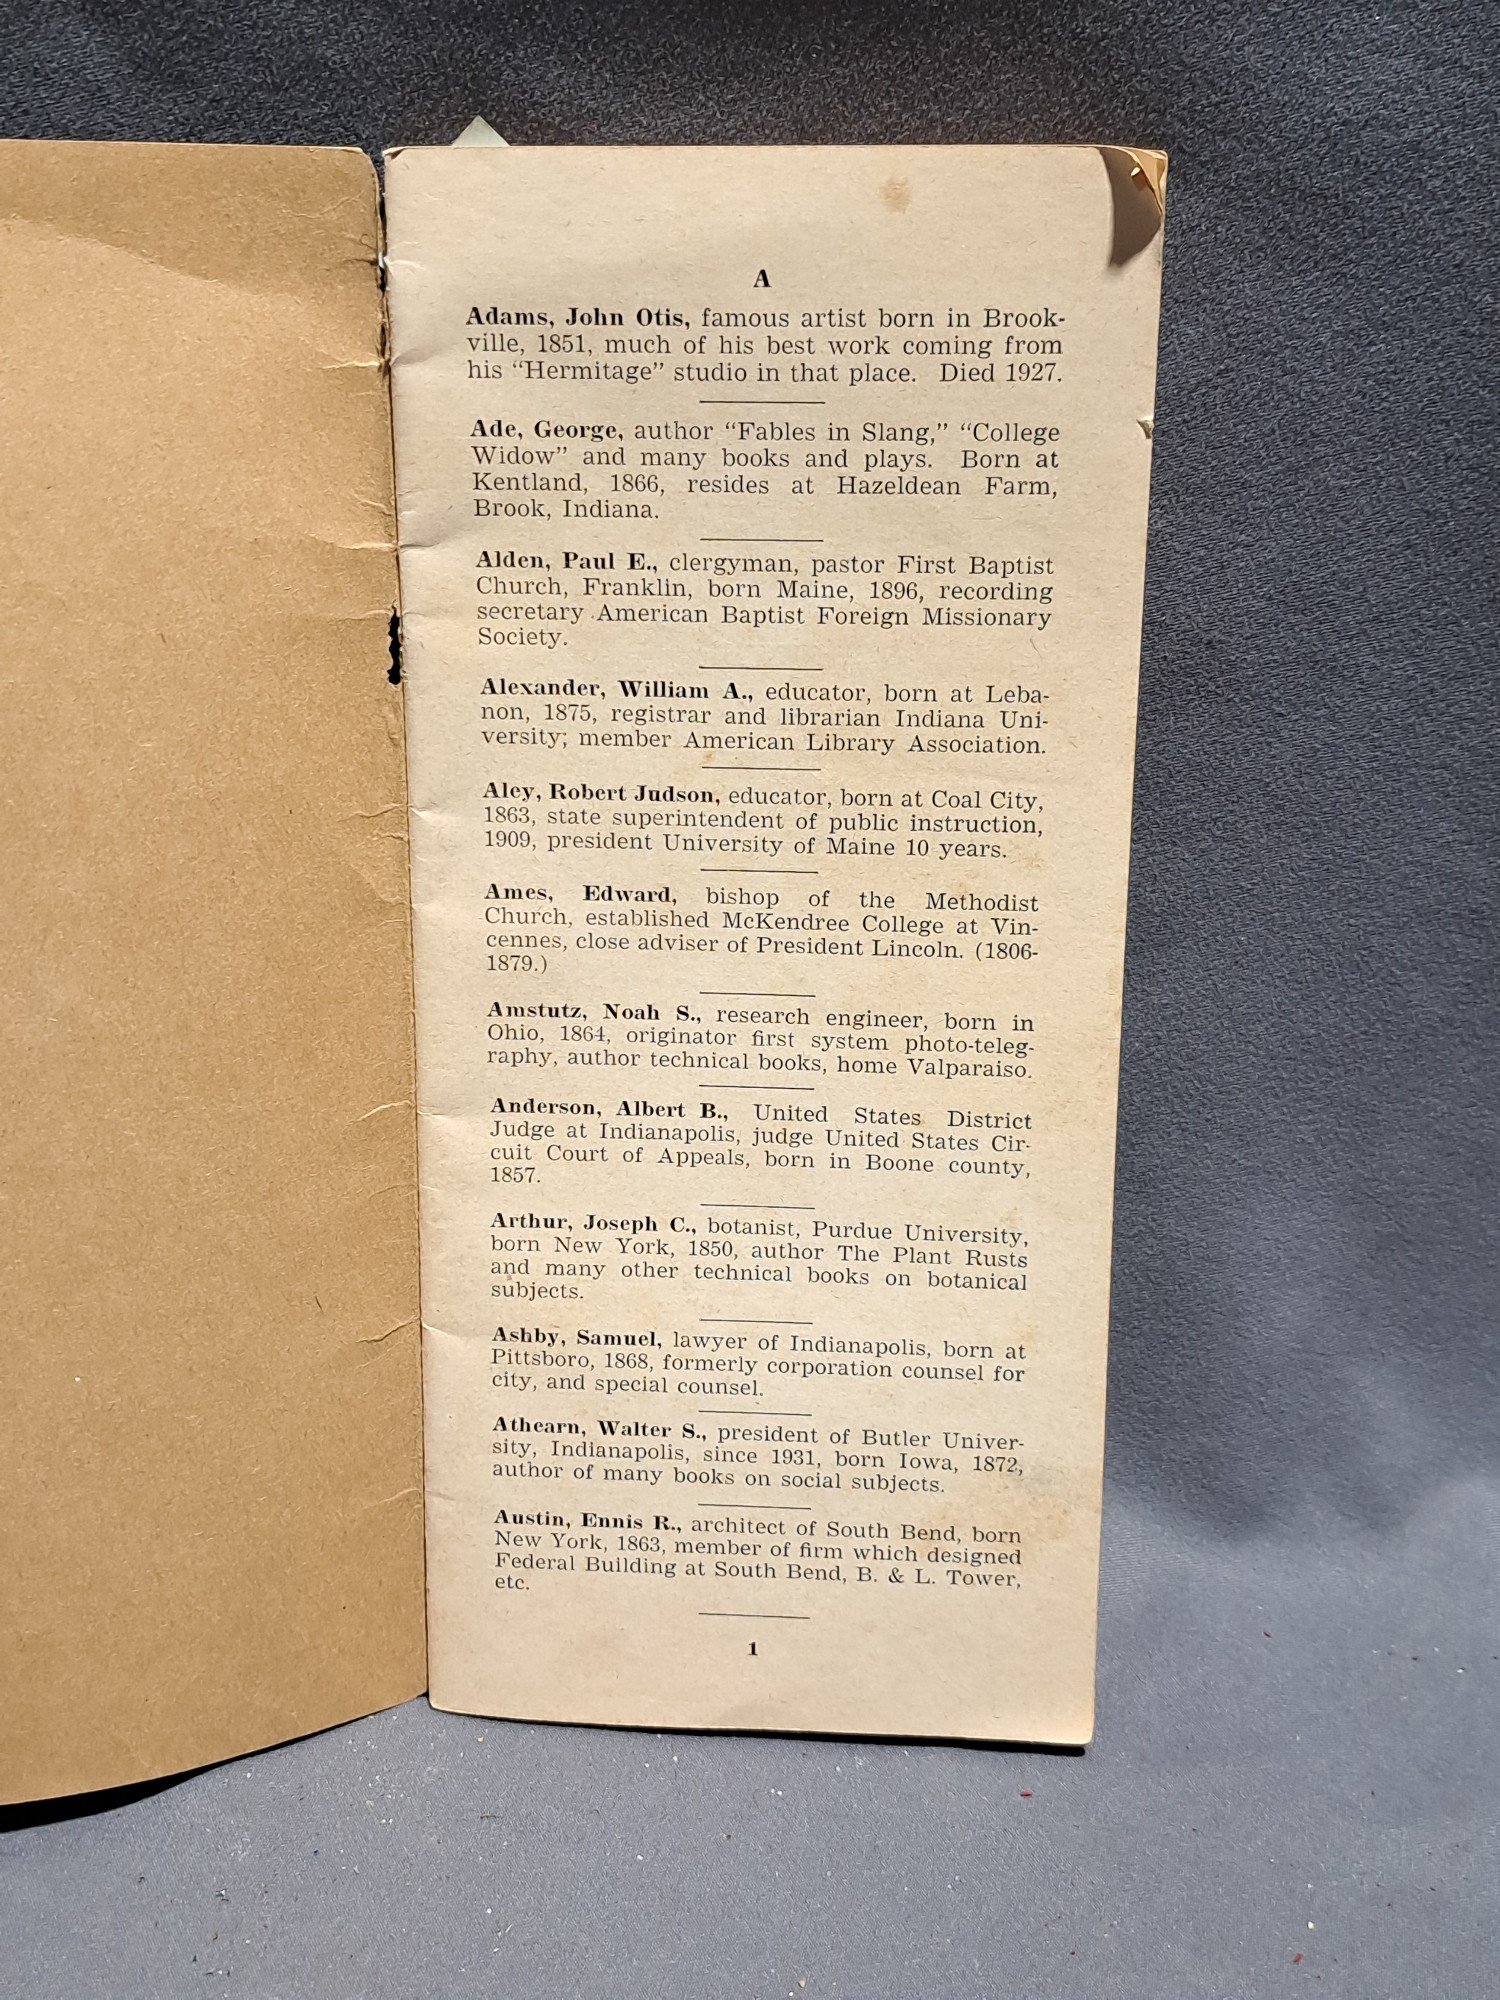 A
Adams, John Otis, famous artist born in Brook-
ville, 1851, much of his best work coming from
his "Hermitage" studio in that place. Died 1927.
Ade, George, author "Fables in Slang," "College
Widow" and many books and plays. Born at
Kentland, 1866, resides at Hazeldean Farm,
Brook, Indiana.
Alden, Paul E., clergyman, pastor First Baptist
Church, Franklin, born Maine, 1896, recording
secretary American Baptist Foreign Missionary
Society.
Alexander, William A., educator, born at Leba-
non, 1875, registrar and librarian Indiana Uni-
versity; member American Library Association.
Aley, Robert Judson, educator, born at Coal City,
1863, state superintendent of public instruction,
1909, president University of Maine 10 years.
Ames, Edward, bishop of the Methodist
Church, established McKendree College at Vin-
cennes, close adviser of President Lincoln. (1806-
1879.)
Amstutz, Noah S., research engineer, born in
Ohio, 1864, originator first system photo-teleg-
raphy, author technical books, home Valparaiso.
Anderson, Albert B., United States District
Judge at Indianapolis, judge United States Cir-
cuit Court of Appeals, born in Boone county,
1857.
Arthur, Joseph C., botanist, Purdue University,
born New York, 1850, author The Plant Rusts
and many other technical books on botanical
subjects.
Ashby, Samuel, lawyer of Indianapolis, born at
Pittsboro, 1868, formerly corporation counsel for
city, and special counsel.
Athearn, Walter S., president of Butler Univer-
sity, Indianapolis, since 1931, born Iowa, 1872,
author of many books on social subjects.
Austin, Ennis R., architect of South Bend, born
New York, 1863, member of firm which designed
Federal Building at South Bend, B. & L. Tower,
etc.
1